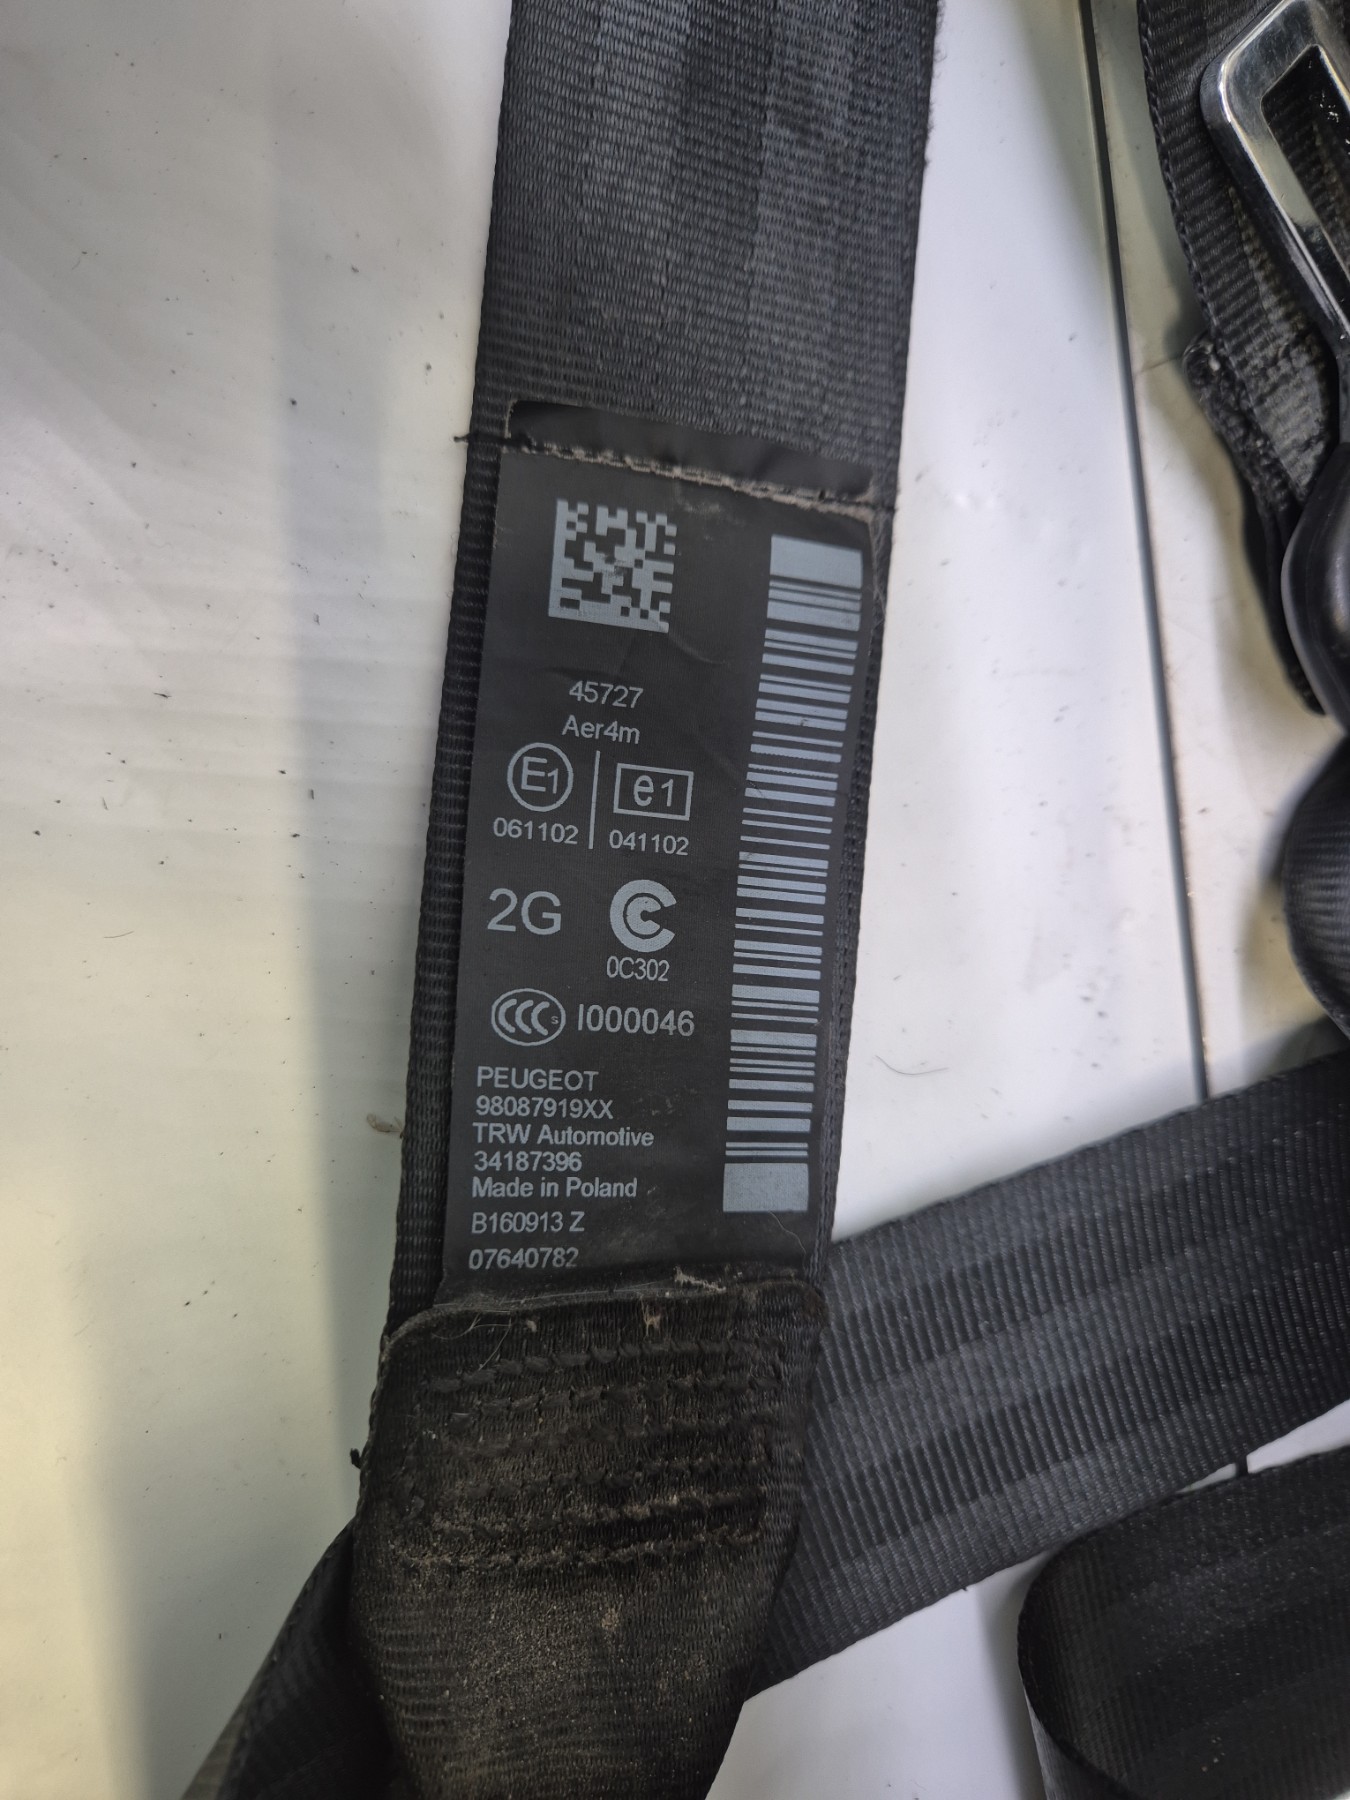 45727
Aer4m
E1 e1
061102 041102
2G C
0C302
CCC S I000046
PEUGEOT
98087919XX
TRW Automotive
34187396
Made in Poland
B160913 Z
07640782